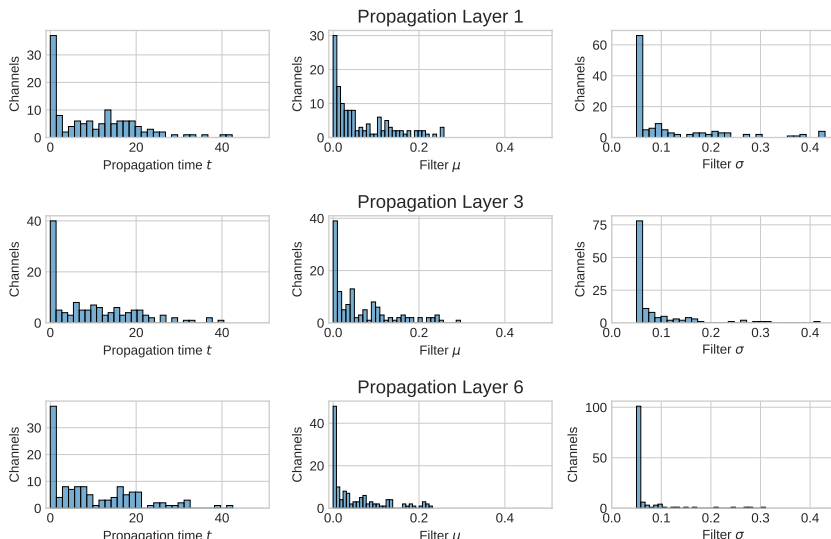 Propagation Layer 1
Channels
30
20
10
0
0 20 40
Propagation time t
Channels
30
20
10
0
0.0 0.2 0.4
Filter μ
Channels
60
40
20
0
0.0 0.1 0.2 0.3 0.4
Filter σ
Propagation Layer 3
Channels
40
20
0
0 20 40
Propagation time t
Channels
40
20
0
0.0 0.2 0.4
Filter μ
Channels
75
50
25
0
0.0 0.1 0.2 0.3 0.4
Filter σ
Propagation Layer 6
Channels
30
20
10
0
0 20 40
Propagation time t
Channels
40
20
0
0.0 0.2 0.4
Filter μ
Channels
100
50
0
0.0 0.1 0.2 0.3 0.4
Filter σ